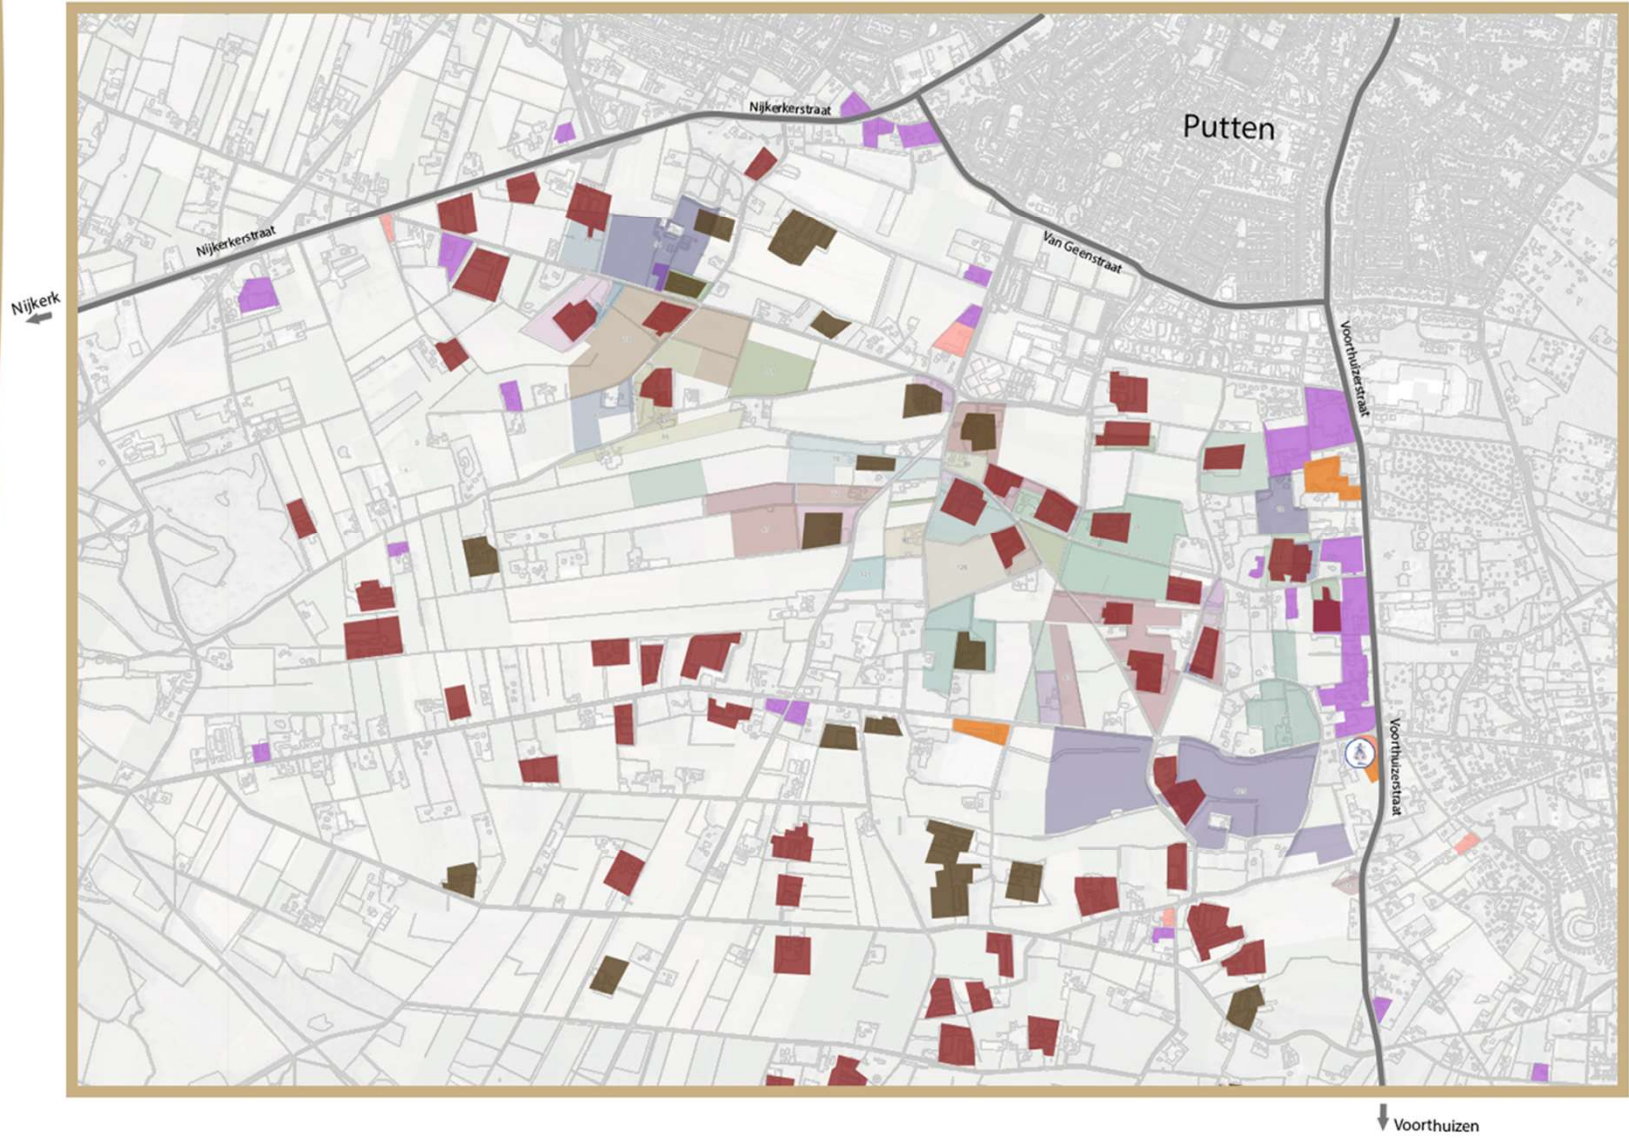 Nijkerkerstraat
Putten
Nijkerkerstraat
Van Geenstraat
Nijkerk
Voorthuizerstraat
Voorthuizerstraat
Voorthuizen